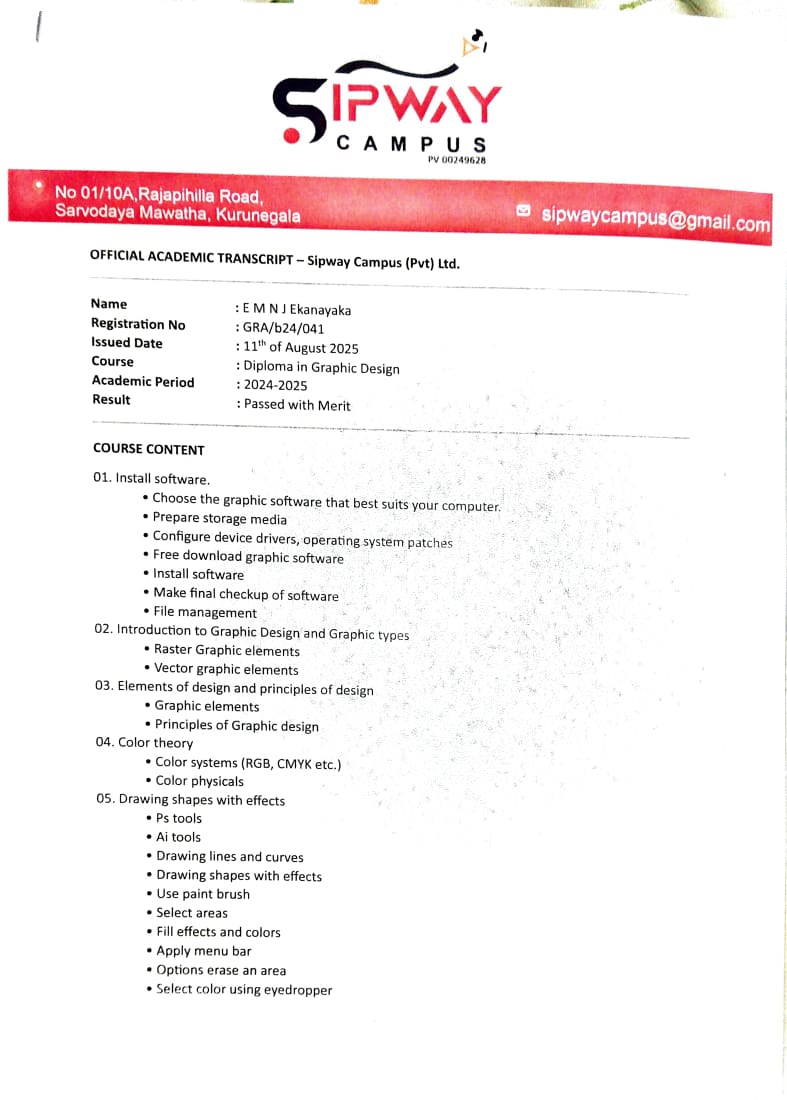 SIPWAY
CAMPUS
PV 00249628
No 01/10A,Rajapihilla Road,
Sarvodaya Mawatha, Kurunegala
sipwaycampus@gmail.com
OFFICIAL ACADEMIC TRANSCRIPT – Sipway Campus (Pvt) Ltd.
Name : E M N J Ekanayaka
Registration No : GRA/b24/041
Issued Date : 11th of August 2025
Course : Diploma in Graphic Design
Academic Period : 2024-2025
Result : Passed with Merit
COURSE CONTENT
01. Install software.
• Choose the graphic software that best suits your computer.
• Prepare storage media
• Configure device drivers, operating system patches
• Free download graphic software
• Install software
• Make final checkup of software
• File management
02. Introduction to Graphic Design and Graphic types
• Raster Graphic elements
• Vector graphic elements
03. Elements of design and principles of design
• Graphic elements
• Principles of Graphic design
04. Color theory
• Color systems (RGB, CMYK etc.)
• Color physicals
05. Drawing shapes with effects
• Ps tools
• Ai tools
• Drawing lines and curves
• Drawing shapes with effects
• Use paint brush
• Select areas
• Fill effects and colors
• Apply menu bar
• Options erase an area
• Select color using eyedropper